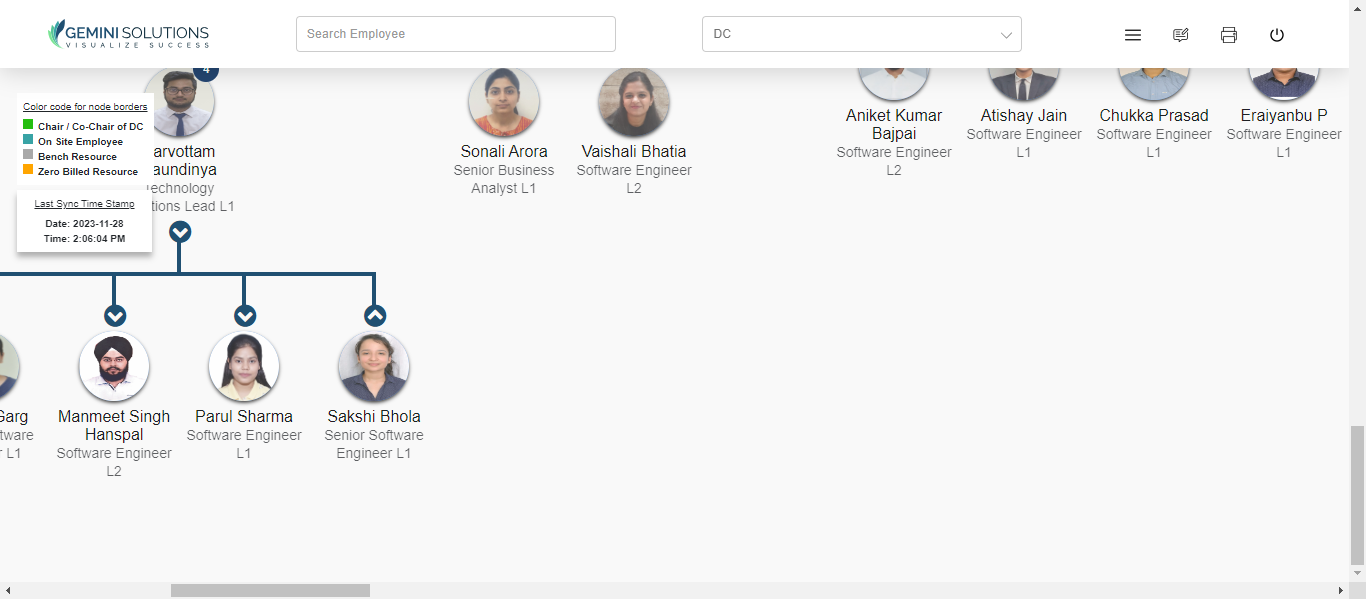 GEMINI SOLUTIONS
VISUALIZE SUCCESS
Search Employee
DC
4
Color code for node borders
Chair / Co-Chair of DC
On Site Employee
Bench Resource
Zero Billed Resource
Last Sync Time Stamp
Date: 2023-11-28
Time: 2:06:04 PM
arvottam
aundinya
echnology
tions Lead L1
Sonali Arora
Senior Business
Analyst L1
Vaishali Bhatia
Software Engineer
L2
Aniket Kumar
Bajpai
Software Engineer
L2
Atishay Jain
Software Engineer
L1
Chukka Prasad
Software Engineer
L1
Eraiyanbu P
Software Engineer
L1
Garg
tware
r L1
Manmeet Singh
Hanspal
Software Engineer
L2
Parul Sharma
Software Engineer
L1
Sakshi Bhola
Senior Software
Engineer L1